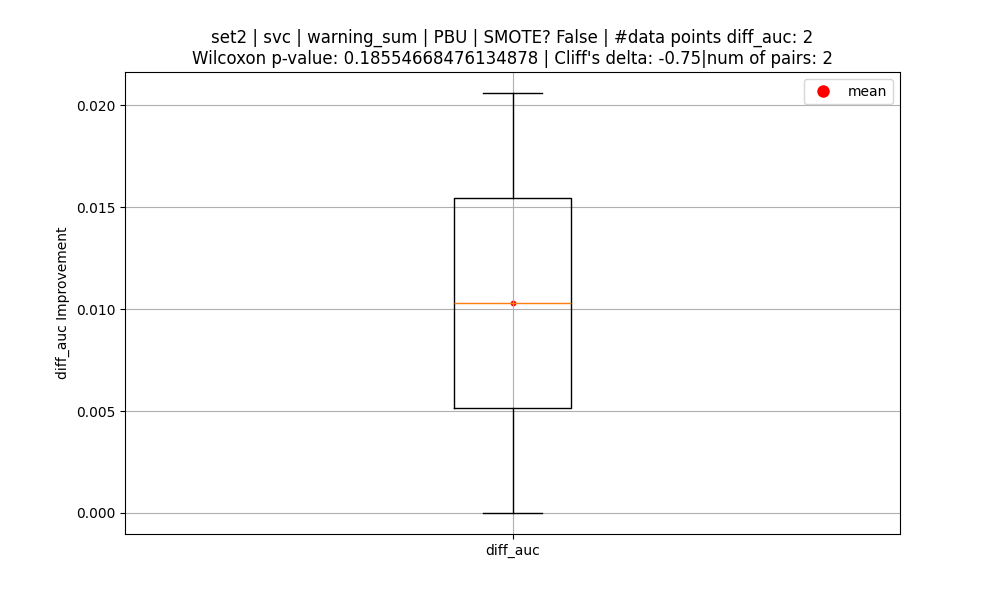 set2 | svc | warning_sum | PBU | SMOTE? False | #data points diff_auc: 2
Wilcoxon p-value: 0.18554668476134878 | Cliff's delta: -0.75|num of pairs: 2
mean
0.020
0.015
0.010
0.005
0.000
diff_auc Improvement
diff_auc